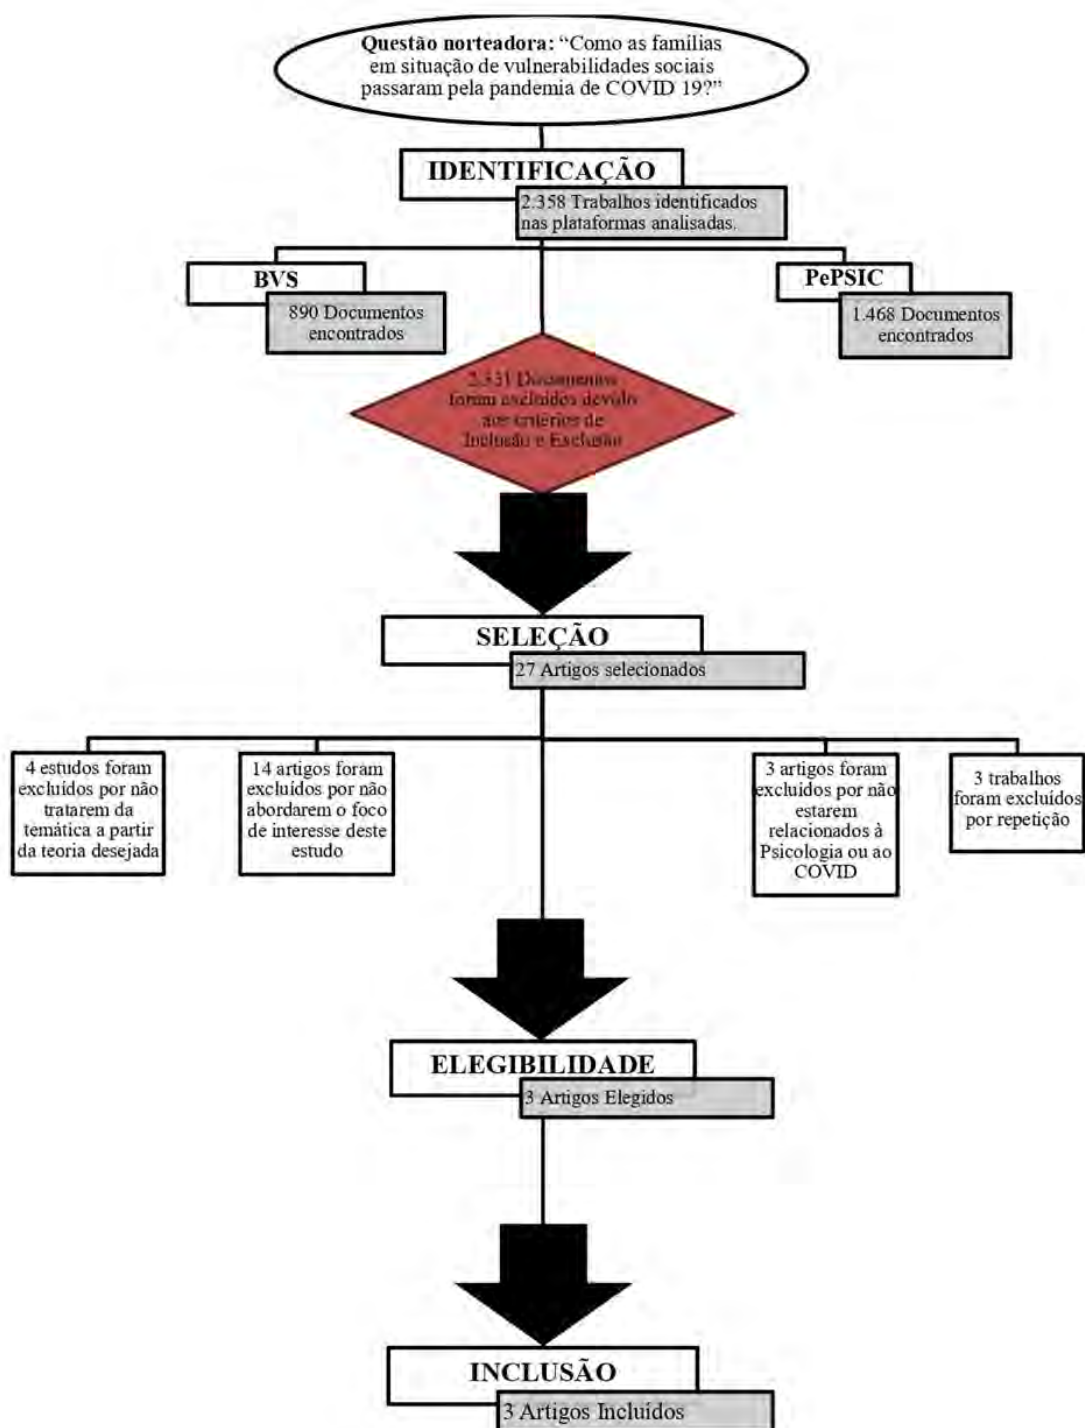 Questão norteadora: “Como as famílias
em situação de vulnerabilidades sociais
passaram pela pandemia de COVID 19?”
IDENTIFICAÇÃO
2.358 Trabalhos identificados
nas plataformas analisadas.
BVS
890 Documentos
encontrados
PePSIC
1.468 Documentos
encontrados
2.331 Documentos
foram excluídos devido
aos critérios de
Inclusão e Exclusão
SELEÇÃO
27 Artigos selecionados
4 estudos foram
excluídos por não
tratarem da
temática a partir
da teoria desejada
14 artigos foram
excluídos por não
abordarem o foco
de interesse deste
estudo
3 artigos foram
excluídos por não
estarem
relacionados à
Psicologia ou ao
COVID
3 trabalhos
foram excluídos
por repetição
ELEGIBILIDADE
3 Artigos Elegidos
INCLUSÃO
3 Artigos Incluídos